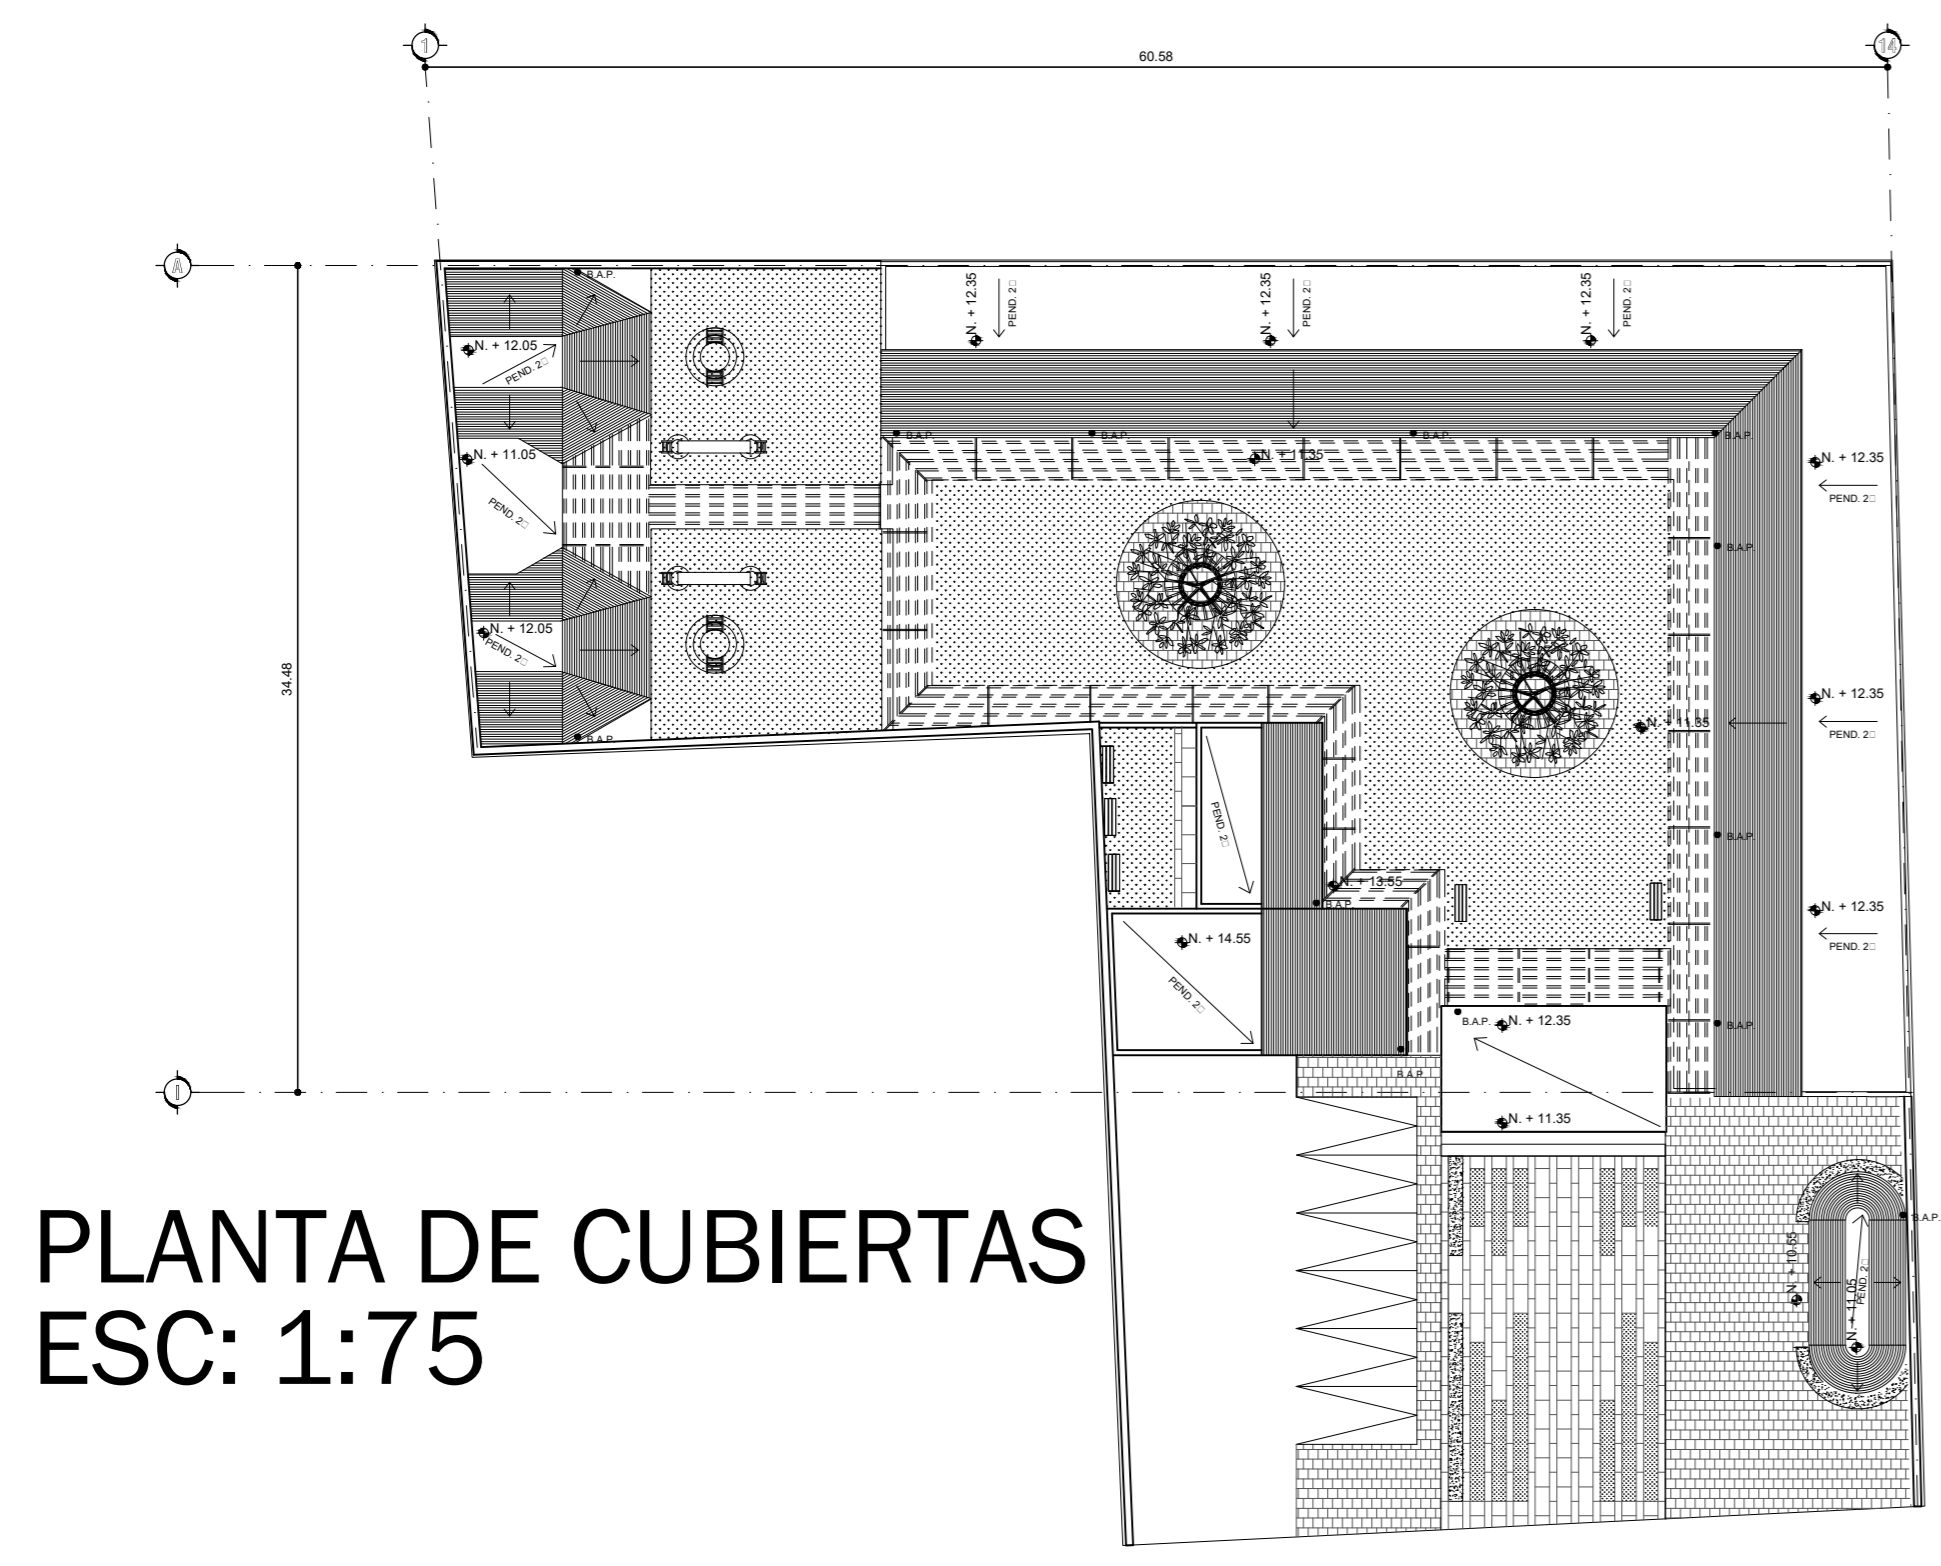 1
14
60.58
A
B.A.P.
N. + 12.35
PEND. 2□
N. + 12.35
PEND. 2□
N. + 12.35
PEND. 2□
N. + 12.05
PEND. 2□
B.A.P.
B.A.P.
B.A.P.
B.A.P.
N. + 11.05
N. + 11.35
N. + 12.35
PEND. 2□
PEND. 2□
B.A.P.
N. + 12.05
PEND. 2□
34.48
N. + 12.35
N. + 11.35
PEND. 2□
B.A.P.
PEND. 2□
B.A.P.
N. + 13.55
B.A.P.
N. + 12.35
N. + 14.55
PEND. 2□
PEND. 2□
B.A.P.
N. + 12.35
B.A.P.
B.A.P.
I
N. + 11.35
B.A.P.
N. + 10.55
PEND. 2□
N. + 11.05
PLANTA DE CUBIERTAS
ESC: 1:75